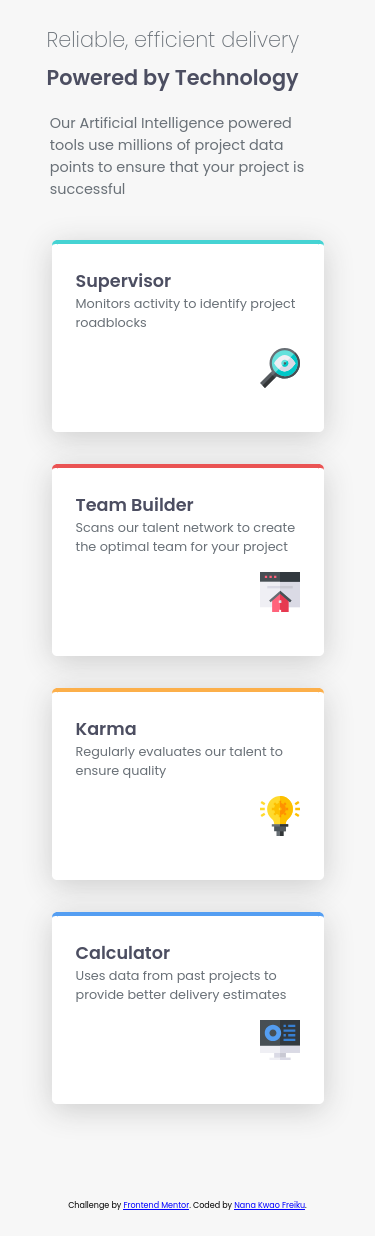 Reliable, efficient delivery
Powered by Technology
Our Artificial Intelligence powered
tools use millions of project data
points to ensure that your project is
successful
Supervisor
Monitors activity to identify project
roadblocks
Team Builder
Scans our talent network to create
the optimal team for your project
Karma
Regularly evaluates our talent to
ensure quality
Calculator
Uses data from past projects to
provide better delivery estimates
Challenge by Frontend Mentor. Coded by Nana Kwao Freiku.